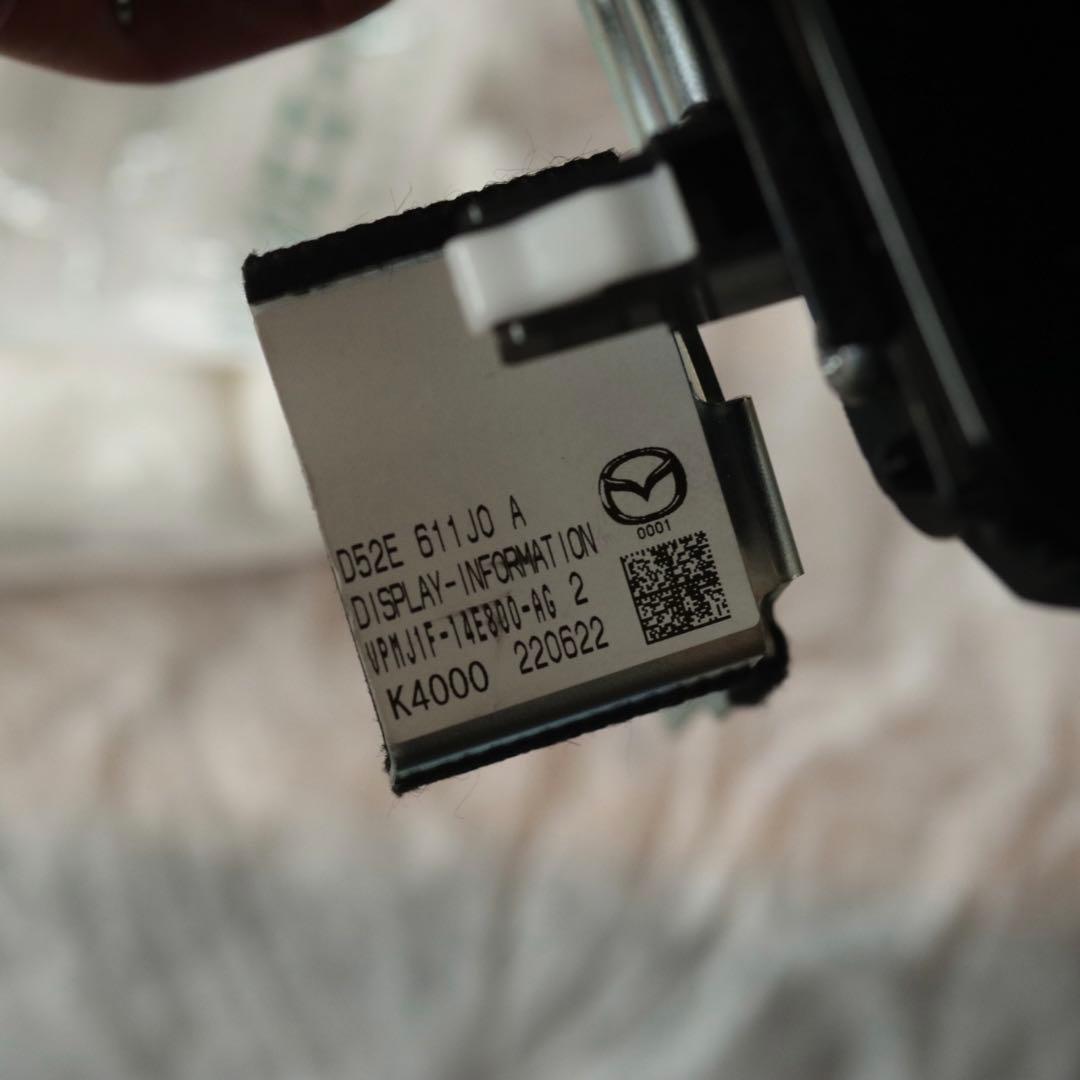 D52E 611J0 A
DISPLAY-INFORMATION
VPMJ1F-14E800-AG 2
K4000 220622
0001